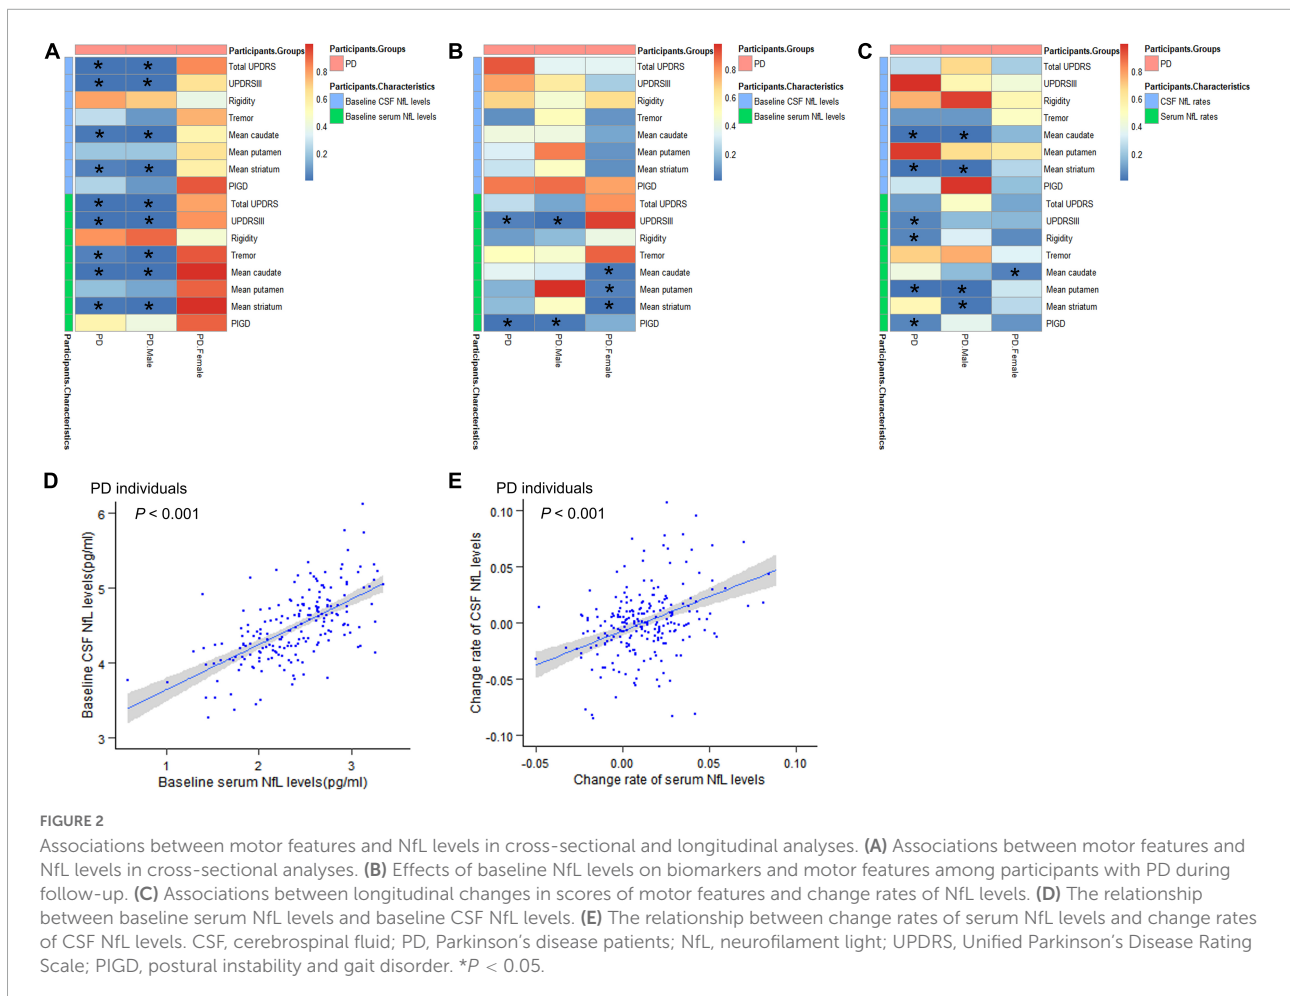 A
Participants.Groups
Total UPDRS
UPDRSIII
Rigidity
Tremor
Mean caudate
Mean putamen
Mean striatum
PIGD
Total UPDRS
UPDRSIII
Rigidity
Tremor
Mean caudate
Mean putamen
Mean striatum
PIGD
PD
PD.Male
PD.Female
Participants.Characteristics
0.8
0.6
0.4
0.2
Participants.Groups
PD
Participants.Characteristics
Baseline CSF NfL levels
Baseline serum NfL levels
B
Participants.Groups
Total UPDRS
UPDRSIII
Rigidity
Tremor
Mean caudate
Mean putamen
Mean striatum
PIGD
Total UPDRS
UPDRSIII
Rigidity
Tremor
Mean caudate
Mean putamen
Mean striatum
PIGD
PD
PD.Male
PD.Female
Participants.Characteristics
0.8
0.6
0.4
0.2
Participants.Groups
PD
Participants.Characteristics
Baseline CSF NfL levels
Baseline serum NfL levels
C
Participants.Groups
Total UPDRS
UPDRSIII
Rigidity
Tremor
Mean caudate
Mean putamen
Mean striatum
PIGD
Total UPDRS
UPDRSIII
Rigidity
Tremor
Mean caudate
Mean putamen
Mean striatum
PIGD
PD
PD.Male
PD.Female
Participants.Characteristics
0.8
0.6
0.4
0.2
Participants.Groups
PD
Participants.Characteristics
CSF NfL rates
Serum NfL rates
D
PD individuals
P < 0.001
Baseline CSF NfL levels(pg/ml)
6
5
4
3
1
2
3
Baseline serum NfL levels(pg/ml)
E
PD individuals
P < 0.001
Change rate of CSF NfL levels
0.10
0.05
0.00
-0.05
-0.10
-0.05
0.00
0.05
0.10
Change rate of serum NfL levels
FIGURE 2
Associations between motor features and NfL levels in cross-sectional and longitudinal analyses. (A) Associations between motor features and
NfL levels in cross-sectional analyses. (B) Effects of baseline NfL levels on biomarkers and motor features among participants with PD during
follow-up. (C) Associations between longitudinal changes in scores of motor features and change rates of NfL levels. (D) The relationship
between baseline serum NfL levels and baseline CSF NfL levels. (E) The relationship between change rates of serum NfL levels and change rates
of CSF NfL levels. CSF, cerebrospinal fluid; PD, Parkinson's disease patients; NfL, neurofilament light; UPDRS, Unified Parkinson's Disease Rating
Scale; PIGD, postural instability and gait disorder. *P < 0.05.